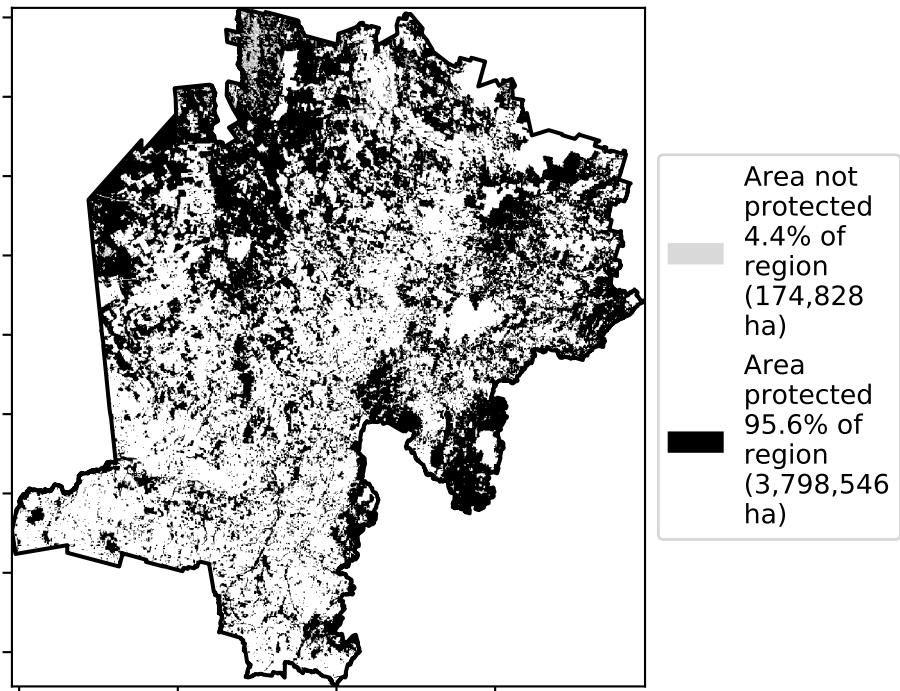 Area not
protected
4.4% of
region
(174,828
ha)
Area
protected
95.6% of
region
(3,798,546
ha)